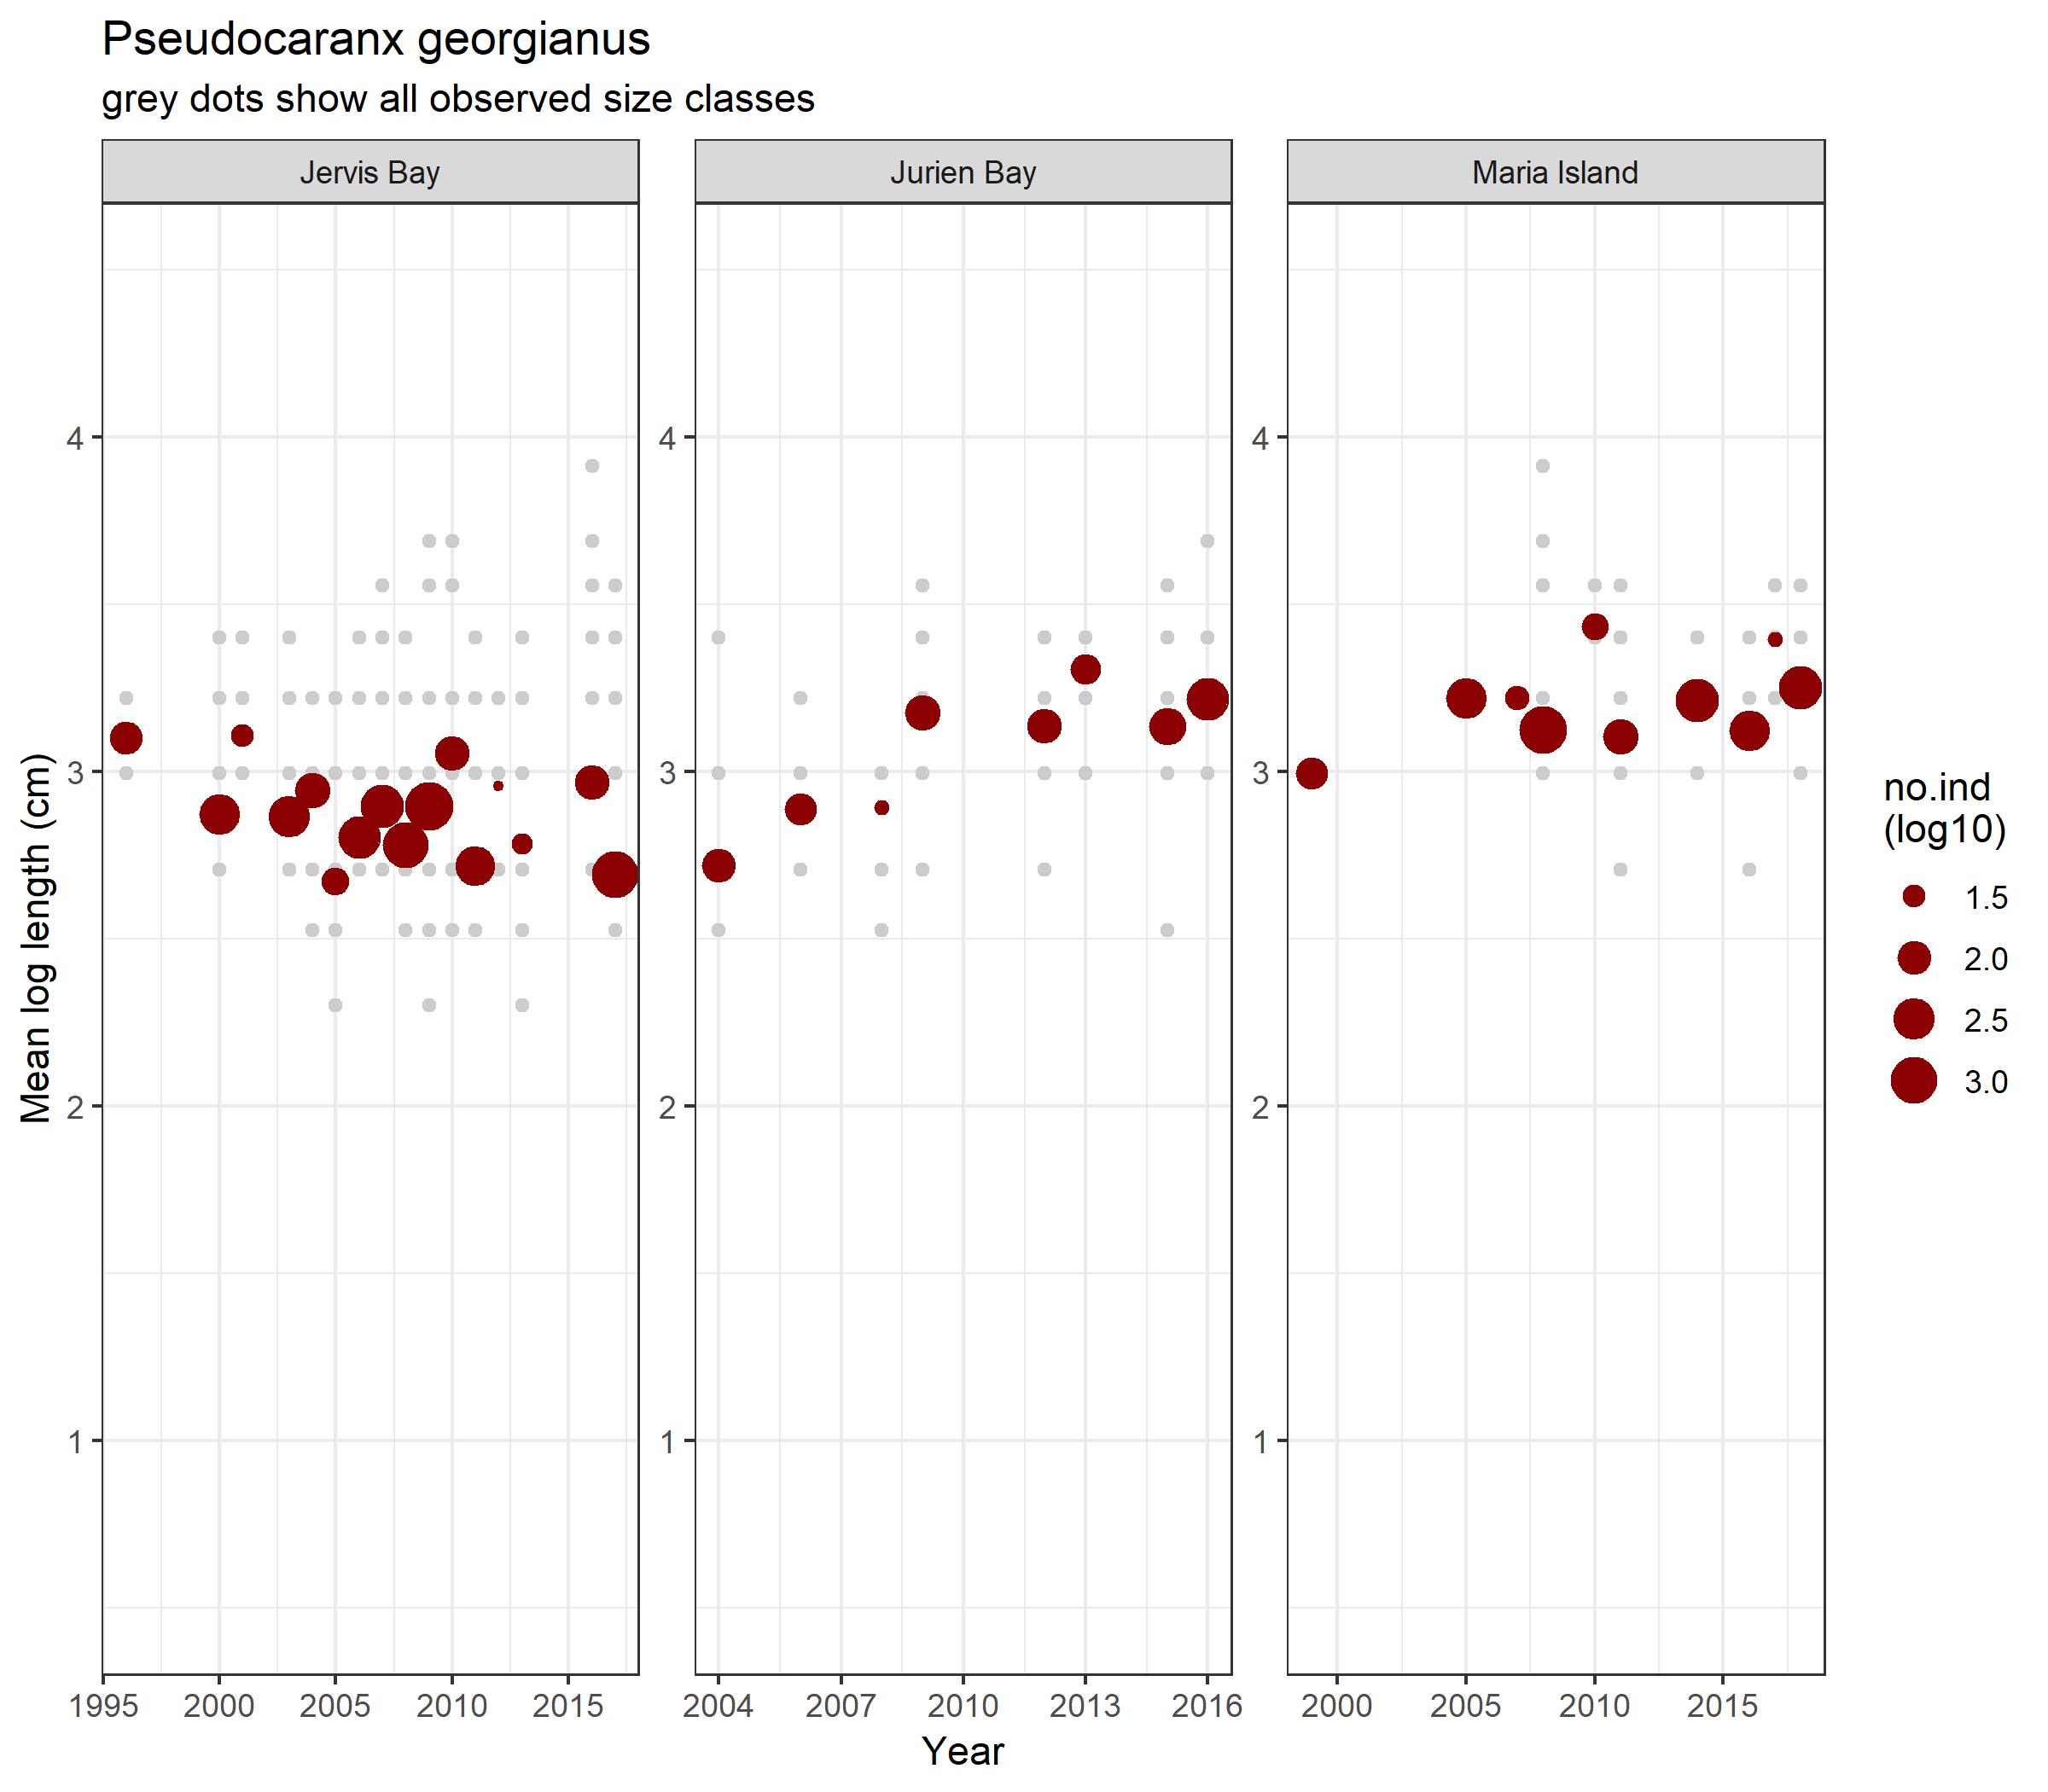 Pseudocaranx georgianus
grey dots show all observed size classes
Jervis Bay
Jurien Bay
Maria Island
Mean log length (cm)
4
3
2
1
4
3
2
1
4
3
2
1
1995 2000 2005 2010 2015
2004 2007 2010 2013 2016
2000 2005 2010 2015
Year
no.ind
(log10)
1.5
2.0
2.5
3.0